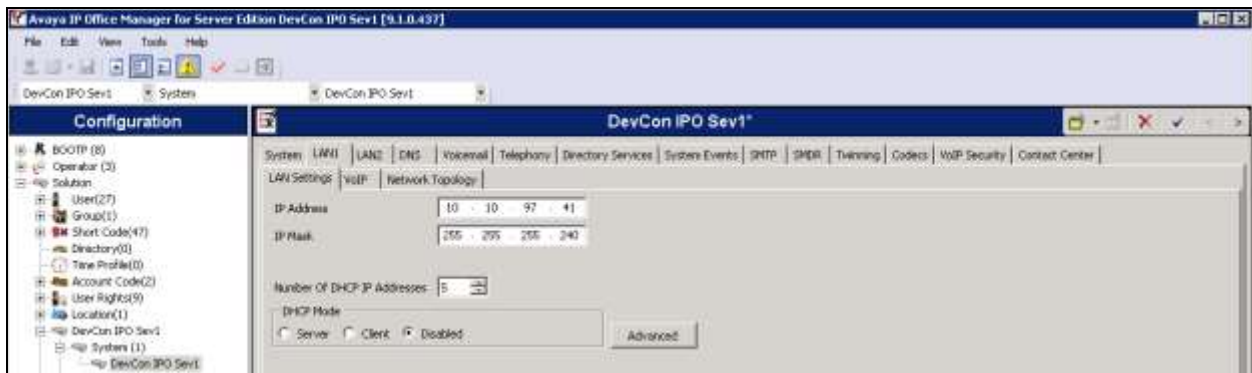 Avaya IP Office Manager for Server Edition DevCon IPO Sev1 [9.1.0.437]
File Edit View Tools Help
DevCon IPO Sev1 System DevCon IPO Sev1
Configuration
DevCon IPO Sev1*
BOOTP (8)
Operator (3)
Solution
User(27)
Group(1)
Short Code(47)
Directory(0)
Time Profile(0)
Account Code(2)
User Rights(9)
Location(1)
DevCon IPO Sev1
System (1)
DevCon IPO Sev1
System LAN1 LAN2 DNS Voicemail Telephony Directory Services System Events SMTP SMDR Twinning Codecs VoIP Security Contact Center
LAN Settings VoIP Network Topology
IP Address 10 . 10 . 97 . 41
IP Mask 255 . 255 . 255 . 240
Number Of DHCP IP Addresses 5
DHCP Mode
Server Client Disabled Advanced